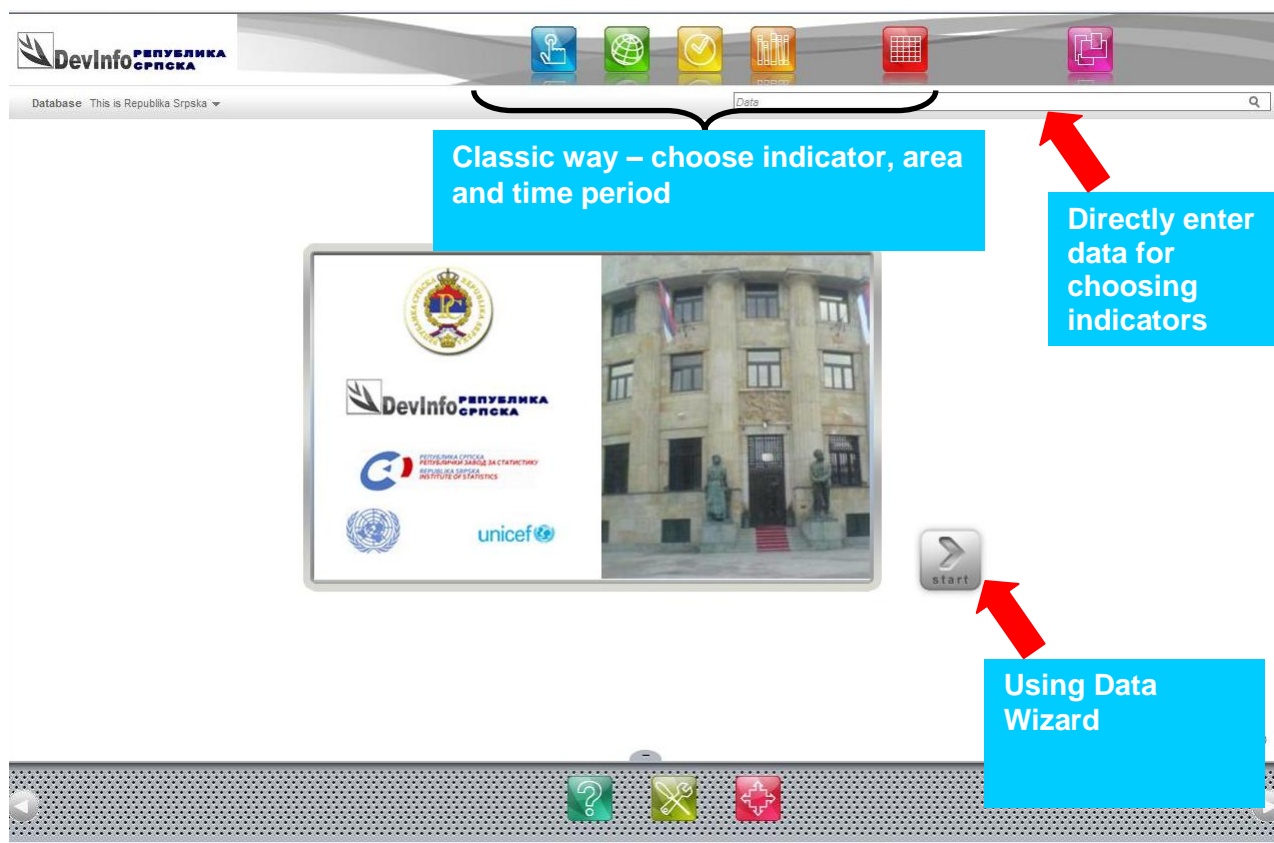 DevInfo РЕПУБЛИКА
СРПСКА
Database This is Republika Srpska
Data
Classic way – choose indicator, area
and time period
Directly enter
data for
choosing
indicators
DevInfo РЕПУБЛИКА
СРПСКА
РЕПУБЛИКА СРПСКА
РЕПУБЛИЧКИ ЗАВОД ЗА СТАТИСТИКУ
REPUBLIKA SRPSKA
INSTITUTE OF STATISTICS
unicef
start
Using Data
Wizard